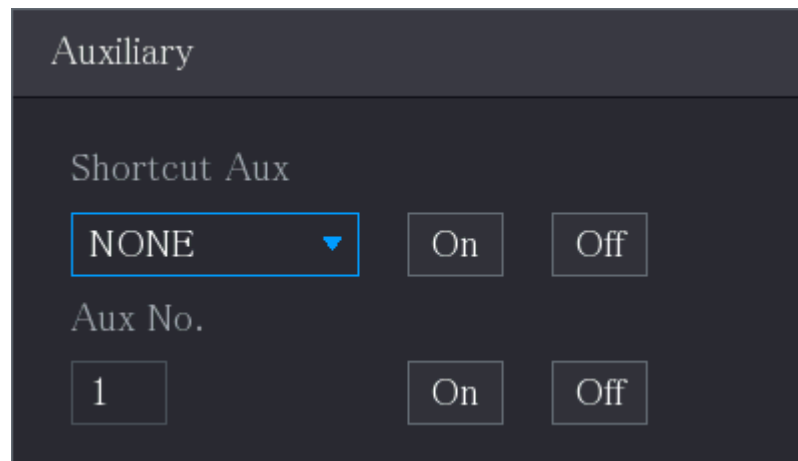 Auxiliary
Shortcut Aux
NONE On Off
Aux No.
1 On Off